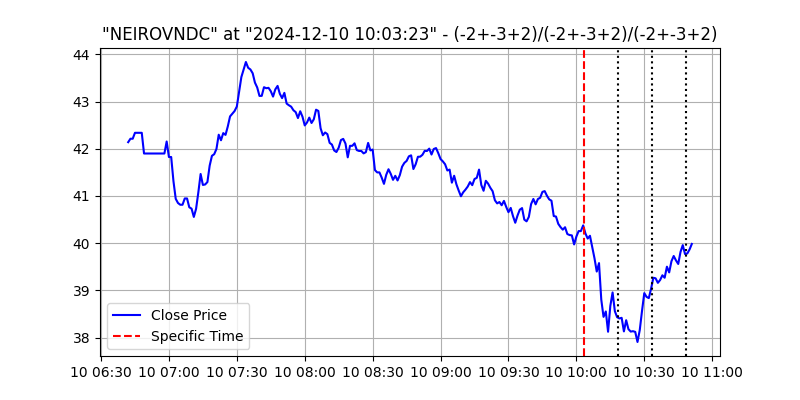 "NEIROVNDC" at "2024-12-10 10:03:23" - (-2+-3+2)/(-2+-3+2)/(-2+-3+2)
44
43
42
41
40
39
38
Close Price
Specific Time
10 06:30 10 07:00 10 07:30 10 08:00 10 08:30 10 09:00 10 09:30 10 10:00 10 10:30 10 11:00